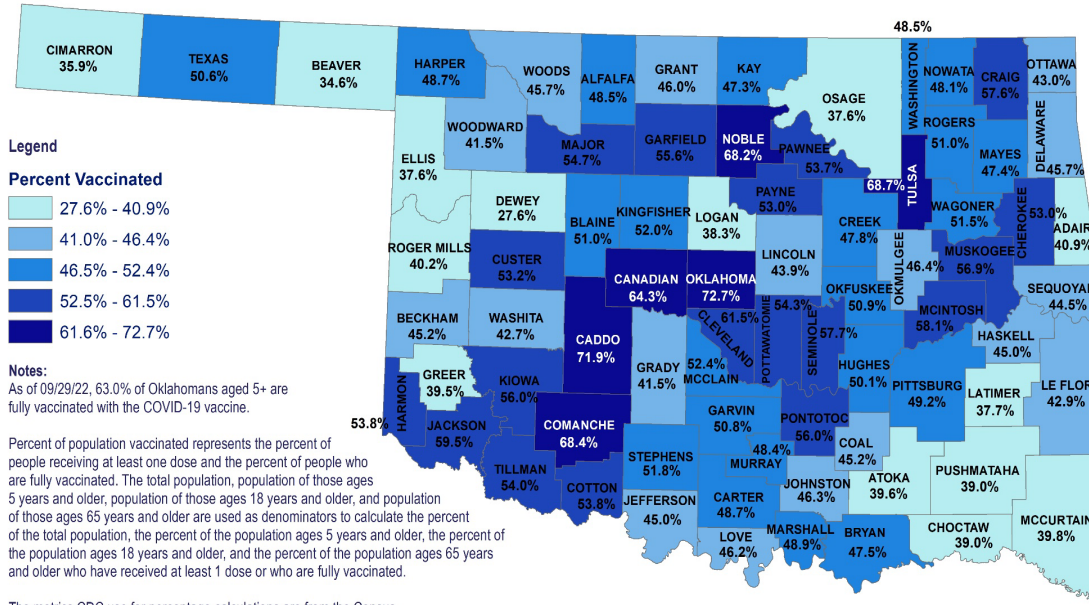 48.5%
CIMARRON
35.9%
TEXAS
50.6%
BEAVER
34.6%
HARPER
48.7%
WOODS
45.7%
ALFALFA
48.5%
GRANT
46.0%
KAY
47.3%
OSAGE
37.6%
WASHINGTON
NOWATA
48.1%
CRAIG
57.6%
OTTAWA
43.0%
WOODWARD
41.5%
MAJOR
54.7%
GARFIELD
55.6%
NOBLE
68.2%
PAWNEE
53.7%
ROGERS
51.0%
MAYES
47.4%
DELAWARE
45.7%
Legend
Percent Vaccinated
27.6% - 40.9%
41.0% - 46.4%
46.5% - 52.4%
52.5% - 61.5%
61.6% - 72.7%
ELLIS
37.6%
DEWEY
27.6%
BLAINE
51.0%
KINGFISHER
52.0%
LOGAN
38.3%
PAYNE
53.0%
68.7%
TULSA
CREEK
47.8%
WAGONER
51.5%
CHEROKEE
53.0%
ADAIR
40.9%
ROGER MILLS
40.2%
CUSTER
53.2%
CANADIAN
64.3%
OKLAHOMA
72.7%
LINCOLN
43.9%
OKMULGEE
46.4%
MUSKOGEE
56.9%
SEQUOYA
44.5%
BECKHAM
45.2%
WASHITA
42.7%
CADDO
71.9%
GRADY
41.5%
61.5%
CLEVELAND
54.3%
POTTAWATOMIE
SEMINOLE
57.7%
OKFUSKEE
50.9%
MCINTOSH
58.1%
HASKELL
45.0%
52.4%
MCCLAIN
HUGHES
50.1%
PITTSBURG
49.2%
LATIMER
37.7%
LE FLOR
42.9%
Notes:
As of 09/29/22, 63.0% of Oklahomans aged 5+ are
fully vaccinated with the COVID-19 vaccine.
GREER
39.5%
KIOWA
56.0%
53.8%
HARMON
JACKSON
59.5%
COMANCHE
68.4%
TILLMAN
54.0%
COTTON
53.8%
STEPHENS
51.8%
JEFFERSON
45.0%
GARVIN
50.8%
48.4%
MURRAY
PONTOTOC
56.0%
COAL
45.2%
CARTER
48.7%
JOHNSTON
46.3%
ATOKA
39.6%
PUSHMATAHA
39.0%
LOVE
46.2%
MARSHALL
48.9%
BRYAN
47.5%
CHOCTAW
39.0%
MCCURTAIN
39.8%
Percent of population vaccinated represents the percent of
people receiving at least one dose and the percent of people who
are fully vaccinated. The total population, population of those ages
5 years and older, population of those ages 18 years and older, and population
of those ages 65 years and older are used as denominators to calculate the percent
of the total population, the percent of the population ages 5 years and older, the percent of
the population ages 18 years and older, and the percent of the population ages 65 years
and older who have received at least 1 dose or who are fully vaccinated.
The metrics CDC use for percentage calculations are from the Census